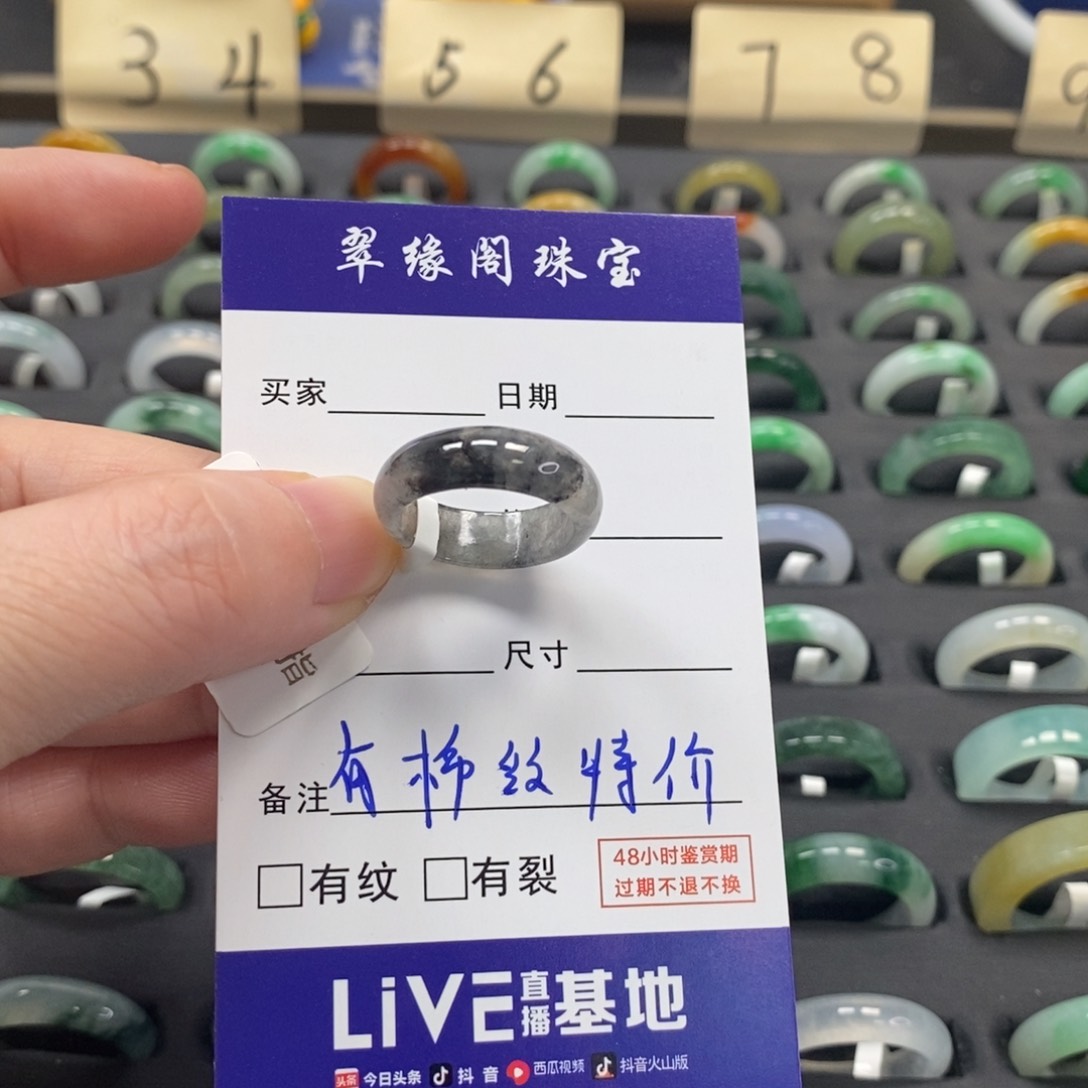 3 4
5 6
7 8
9
翠缘阁珠宝
买家 日期
尺寸
备注 有棉纹特价
有纹 有裂
48小时鉴赏期
过期不退不换
LiVE直播基地
头条 今日头条 抖音 西瓜视频 抖音火山版